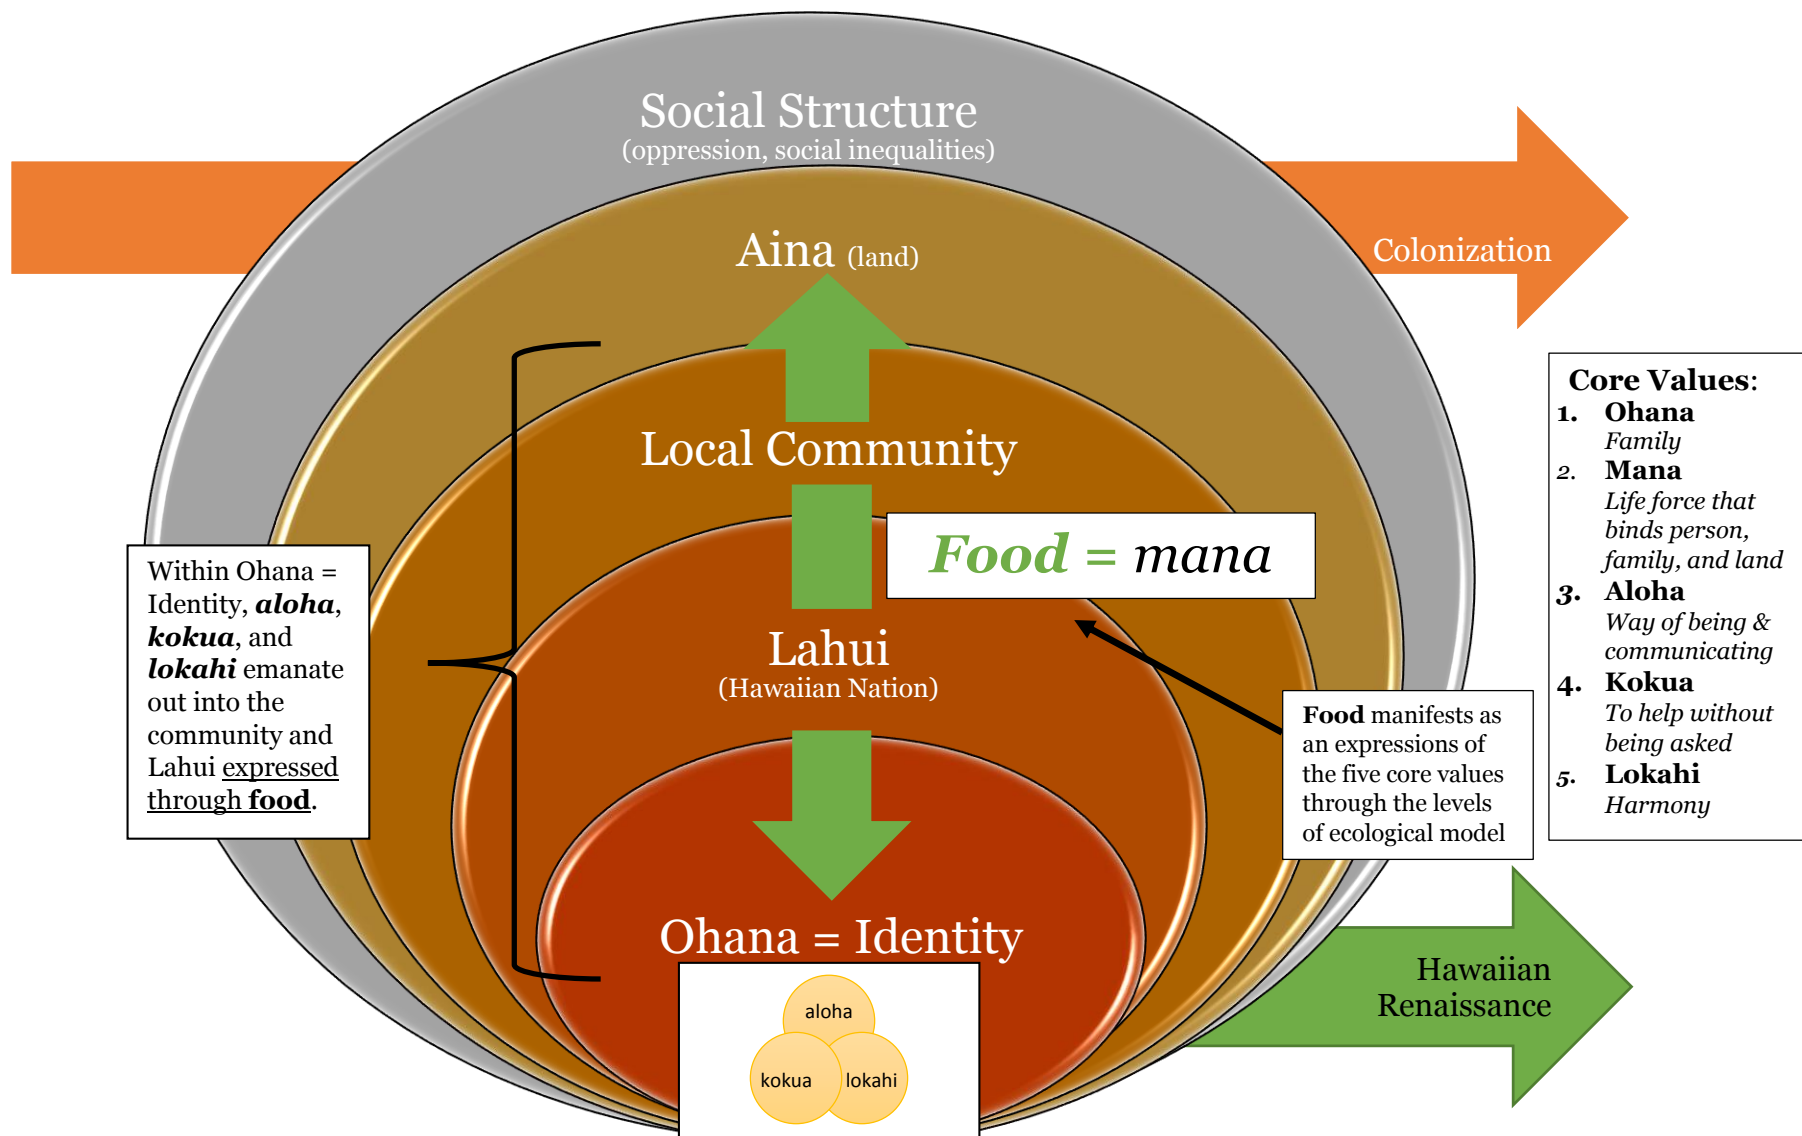 Social Structure
(oppression, social inequalities)
Colonization
Aina (land)
Local Community
Food = mana
Lahui
(Hawaiian Nation)
Ohana = Identity
aloha
kokua
lokahi
Within Ohana =
Identity, aloha,
kokua, and
lokahi emanate
out into the
community and
Lahui expressed
through food.
Food manifests as
an expressions of
the five core values
through the levels
of ecological model
Core Values:
1. Ohana
Family
2. Mana
Life force that
binds person,
family, and land
3. Aloha
Way of being &
communicating
4. Kokua
To help without
being asked
5. Lokahi
Harmony
Hawaiian
Renaissance